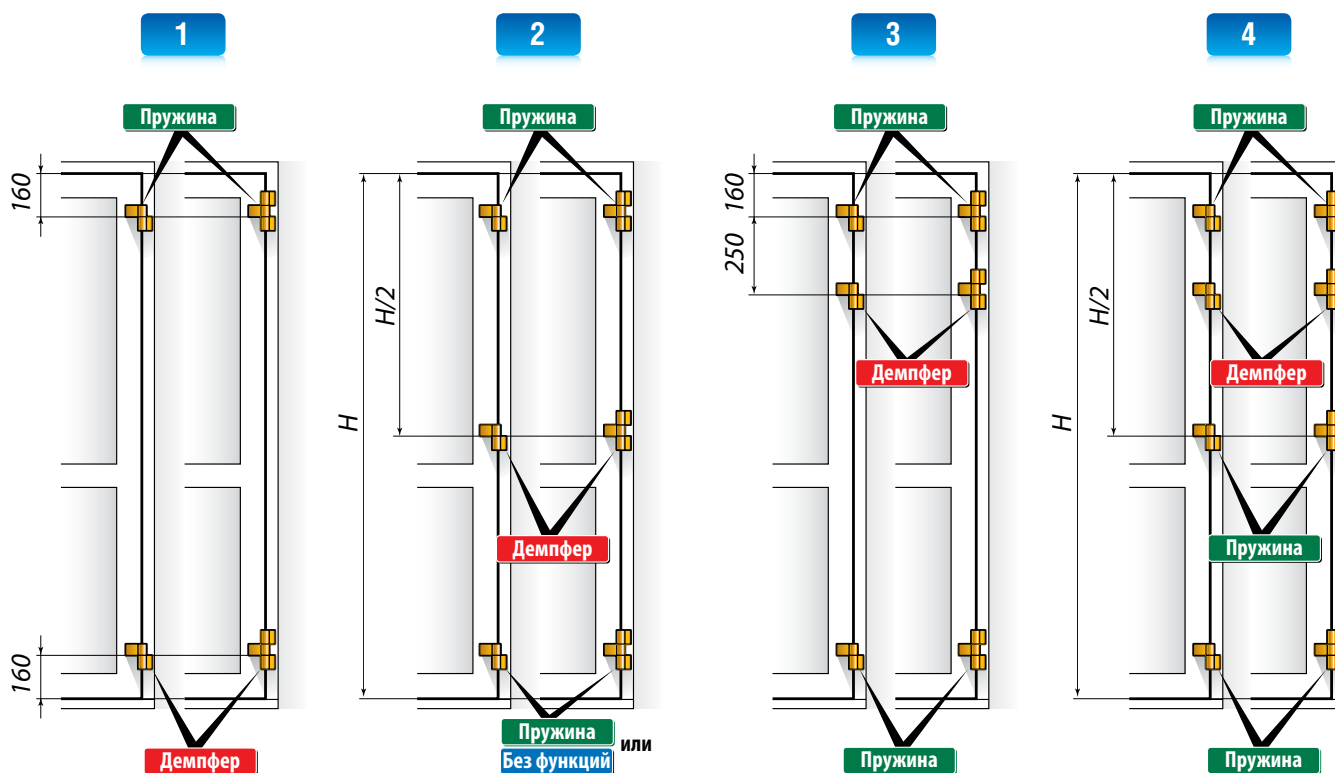 1
2
3
4
Пружина
Пружина
Пружина
Пружина
160
160
H/2
H
160
250
H/2
H
Демпфер
Демпфер
Демпфер
Пружина
Демпфер
Пружина
Без функций
или
Пружина
Пружина